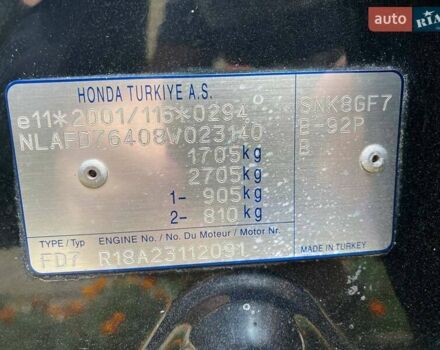 auto RIA
HONDA TURKIYE A.S.
e11*2001/116*0294
NLAFD76408W023140
1705 kg
2705 kg
1- 905 kg
2- 810 kg
SNK8GF7
B-92P
B
TYPE / Typ ENGINE No. / No. Du Moteur / Motor Nr.
MADE IN TURKEY
FD7 R18A23112091